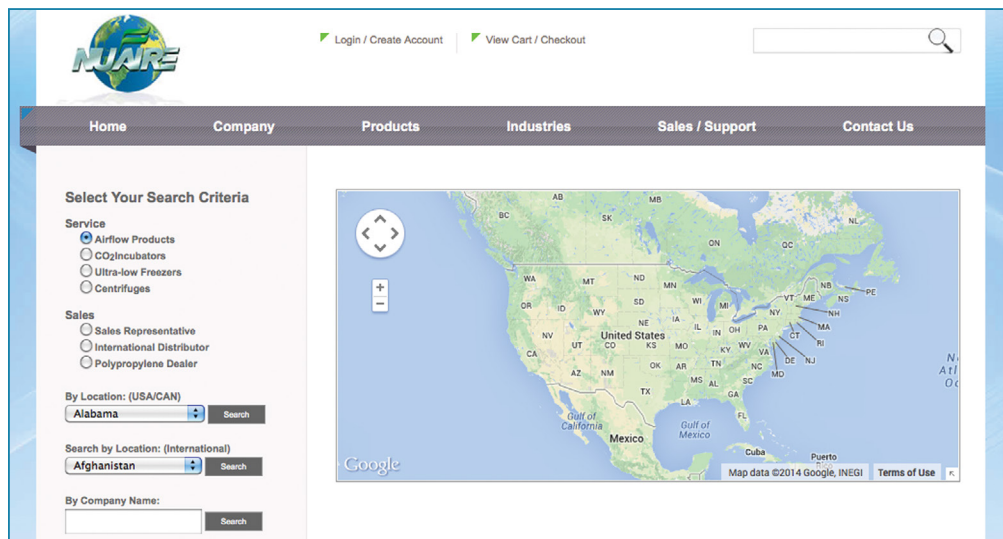 NUAIRE
Login / Create Account
View Cart / Checkout
Home
Company
Products
Industries
Sales / Support
Contact Us
Select Your Search Criteria
Service
Airflow Products
CO2Incubators
Ultra-low Freezers
Centrifuges
Sales
Sales Representative
International Distributor
Polypropylene Dealer
By Location: (USA/CAN)
Alabama
Search
Search by Location: (International)
Afghanistan
Search
By Company Name:
Search
AB
MB
BC
SK
NL
ON
QC
WA
MT
ND
MN
NB
PE
NS
OR
ID
WY
SD
WI
MI
VT
ME
NH
NY
MA
NV
UT
United States
CO
NE
IA
IL
IN
OH
PA
CT
RI
CA
KS
MO
KY
WV
VA
DE
NJ
MD
AZ
NM
OK
AR
TN
NC
MS
AL
SC
TX
LA
GA
FL
N
Atl
Oc
Gulf of
California
Mexico
Gulf of
Mexico
Cuba
Puerto
Rico
Google
Map data ©2014 Google, INEGI
Terms of Use